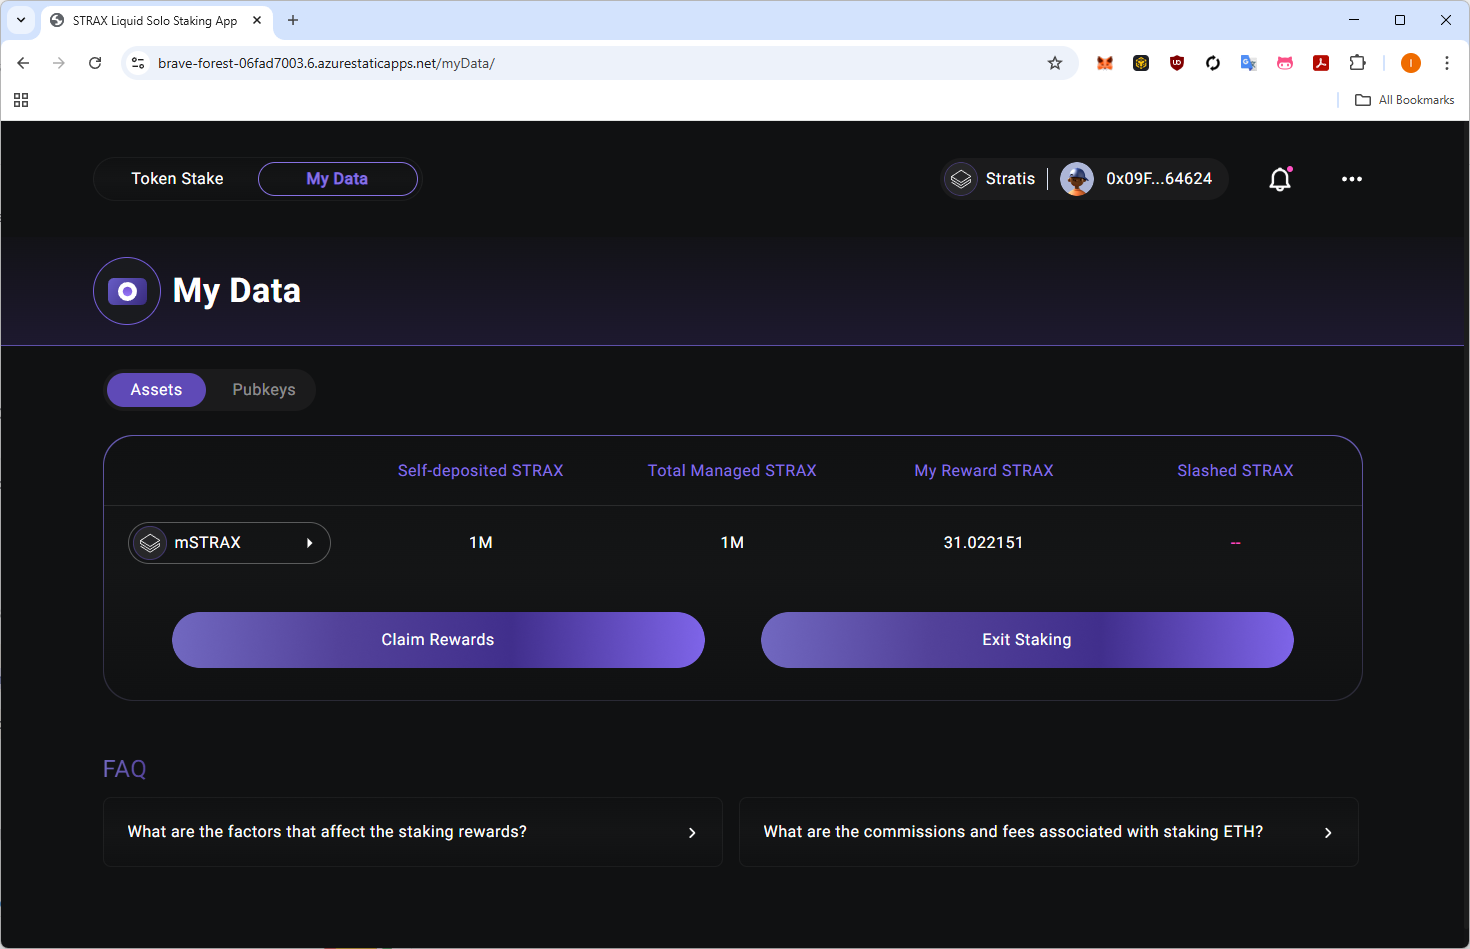 STRAX Liquid Solo Staking App
brave-forest-06fad7003.6.azurestaticapps.net/myData/
I
All Bookmarks
Token Stake
My Data
Stratis
0x09F...64624
My Data
Assets
Pubkeys
Self-deposited STRAX
Total Managed STRAX
My Reward STRAX
Slashed STRAX
mSTRAX
1M
1M
31.022151
--
Claim Rewards
Exit Staking
FAQ
What are the factors that affect the staking rewards?
What are the commissions and fees associated with staking ETH?